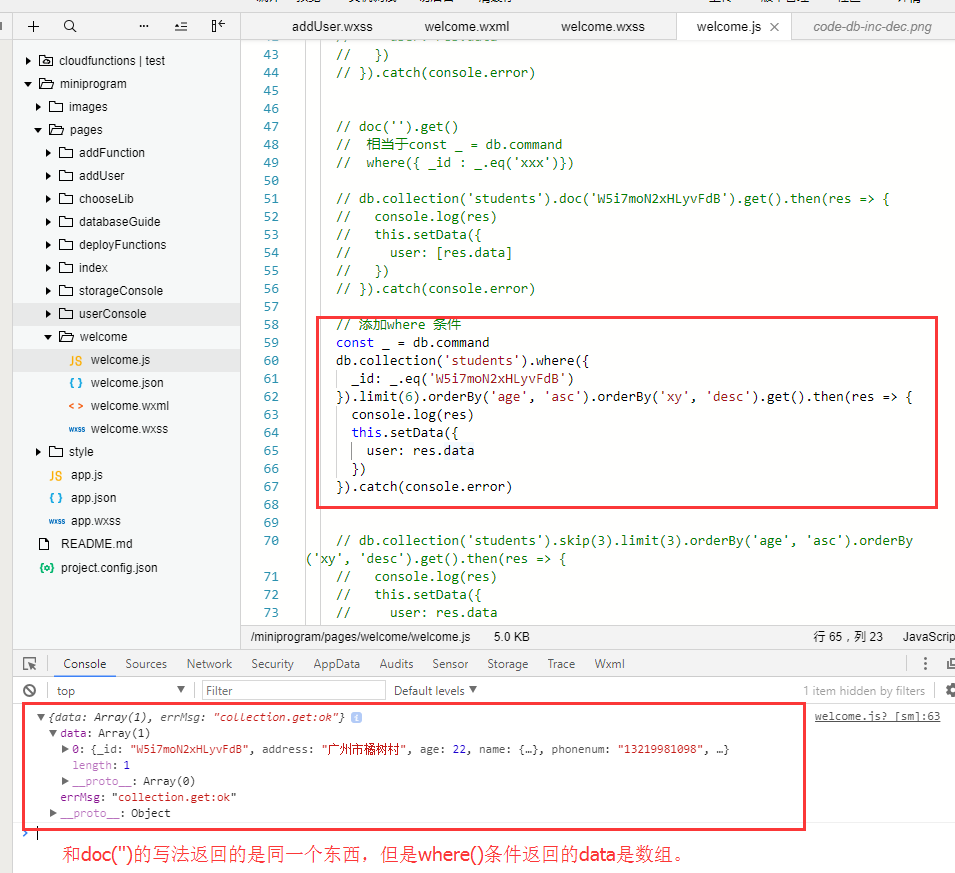 addUser.wxss welcome.wxml welcome.wxss welcome.js code-db-inc-dec.png
cloudfunctions | test
miniprogram
images
pages
addFunction
addUser
chooseLib
databaseGuide
deployFunctions
index
storageConsole
userConsole
welcome
JS welcome.js
{ } welcome.json
< > welcome.wxml
wxss welcome.wxss
style
JS app.js
{ } app.json
wxss app.wxss
README.md
{o} project.config.json
43 // })
44 // }).catch(console.error)
45
46
47 // doc('').get()
48 // 相当于const _ = db.command
49 // where({ _id : _.eq('xxx')})
50
51 // db.collection('students').doc('W5i7moN2xHLyvFdB').get().then(res => {
52 // console.log(res)
53 // this.setData({
54 // user: [res.data]
55 // })
56 // }).catch(console.error)
57
58 // 添加where 条件
59 const _ = db.command
60 db.collection('students').where({
61 _id: _.eq('W5i7moN2xHLyvFdB')
62 }).limit(6).orderBy('age', 'asc').orderBy('xy', 'desc').get().then(res => {
63 console.log(res)
64 this.setData({
65 user: res.data
66 })
67 }).catch(console.error)
68
69
70 // db.collection('students').skip(3).limit(3).orderBy('age', 'asc').orderBy
('xy', 'desc').get().then(res => {
71 // console.log(res)
72 // this.setData({
73 // user: res.data
/miniprogram/pages/welcome/welcome.js 5.0 KB 行 65，列 23 JavaScrip
Console Sources Network Security AppData Audits Sensor Storage Trace Wxml
top Filter Default levels 1 item hidden by filters
{data: Array(1), errMsg: "collection.get:ok"} welcome.js? [sm]:63
data: Array(1)
0: {_id: "W5i7moN2xHLyvFdB", address: "广州市橘树村", age: 22, name: {…}, phonenum: "13219981098", …}
length: 1
__proto__: Array(0)
errMsg: "collection.get:ok"
__proto__: Object
和doc('')的写法返回的是同一个东西，但是where()条件返回的data是数组。